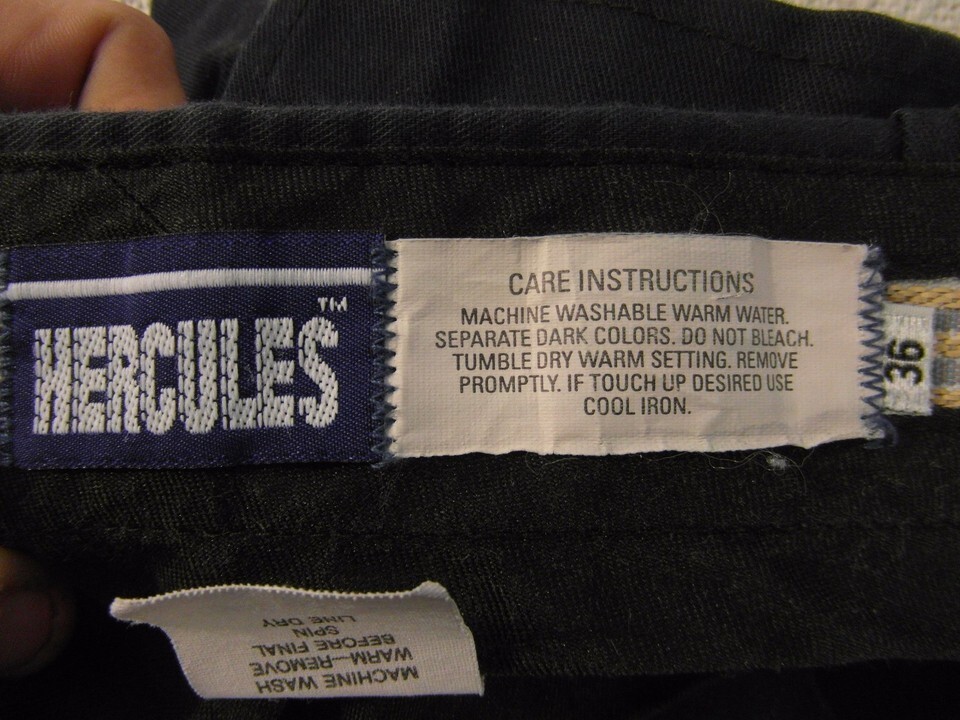 HERCULES™
CARE INSTRUCTIONS
MACHINE WASHABLE WARM WATER.
SEPARATE DARK COLORS. DO NOT BLEACH.
TUMBLE DRY WARM SETTING. REMOVE
PROMPTLY. IF TOUCH UP DESIRED USE
COOL IRON.
36
MACHINE WASH
WARM—REMOVE
BEFORE FINAL
SPIN
LINE DRY